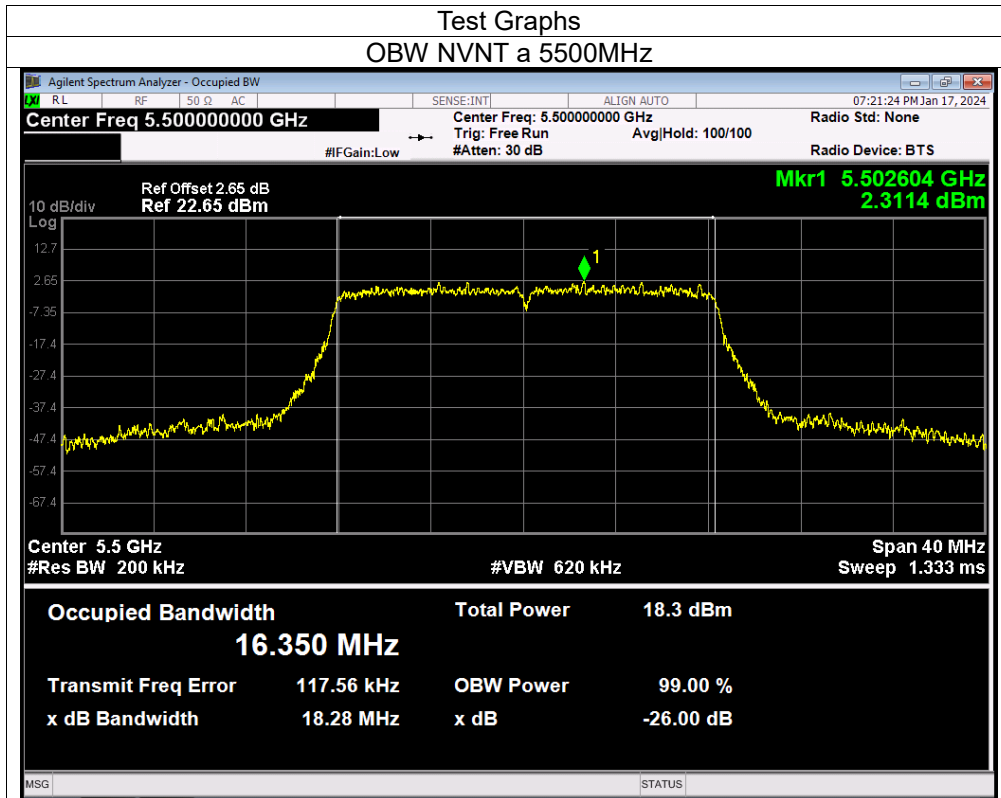 Test Graphs
OBW NVNT a 5500MHz
Agilent Spectrum Analyzer - Occupied BW
LXI RL RF 50 Ω AC SENSE:INT ALIGN AUTO 07:21:24 PM Jan 17, 2024
Center Freq 5.500000000 GHz Center Freq: 5.500000000 GHz Radio Std: None
Trig: Free Run Avg|Hold: 100/100
#IFGain:Low #Atten: 30 dB Radio Device: BTS
Mkr1 5.502604 GHz
2.3114 dBm
Ref Offset 2.65 dB
10 dB/div Ref 22.65 dBm
Log
12.7
1
2.65
-7.35
-17.4
-27.4
-37.4
-47.4
-57.4
-67.4
Center 5.5 GHz Span 40 MHz
#Res BW 200 kHz #VBW 620 kHz Sweep 1.333 ms
Occupied Bandwidth Total Power 18.3 dBm
16.350 MHz
Transmit Freq Error 117.56 kHz OBW Power 99.00 %
x dB Bandwidth 18.28 MHz x dB -26.00 dB
MSG STATUS